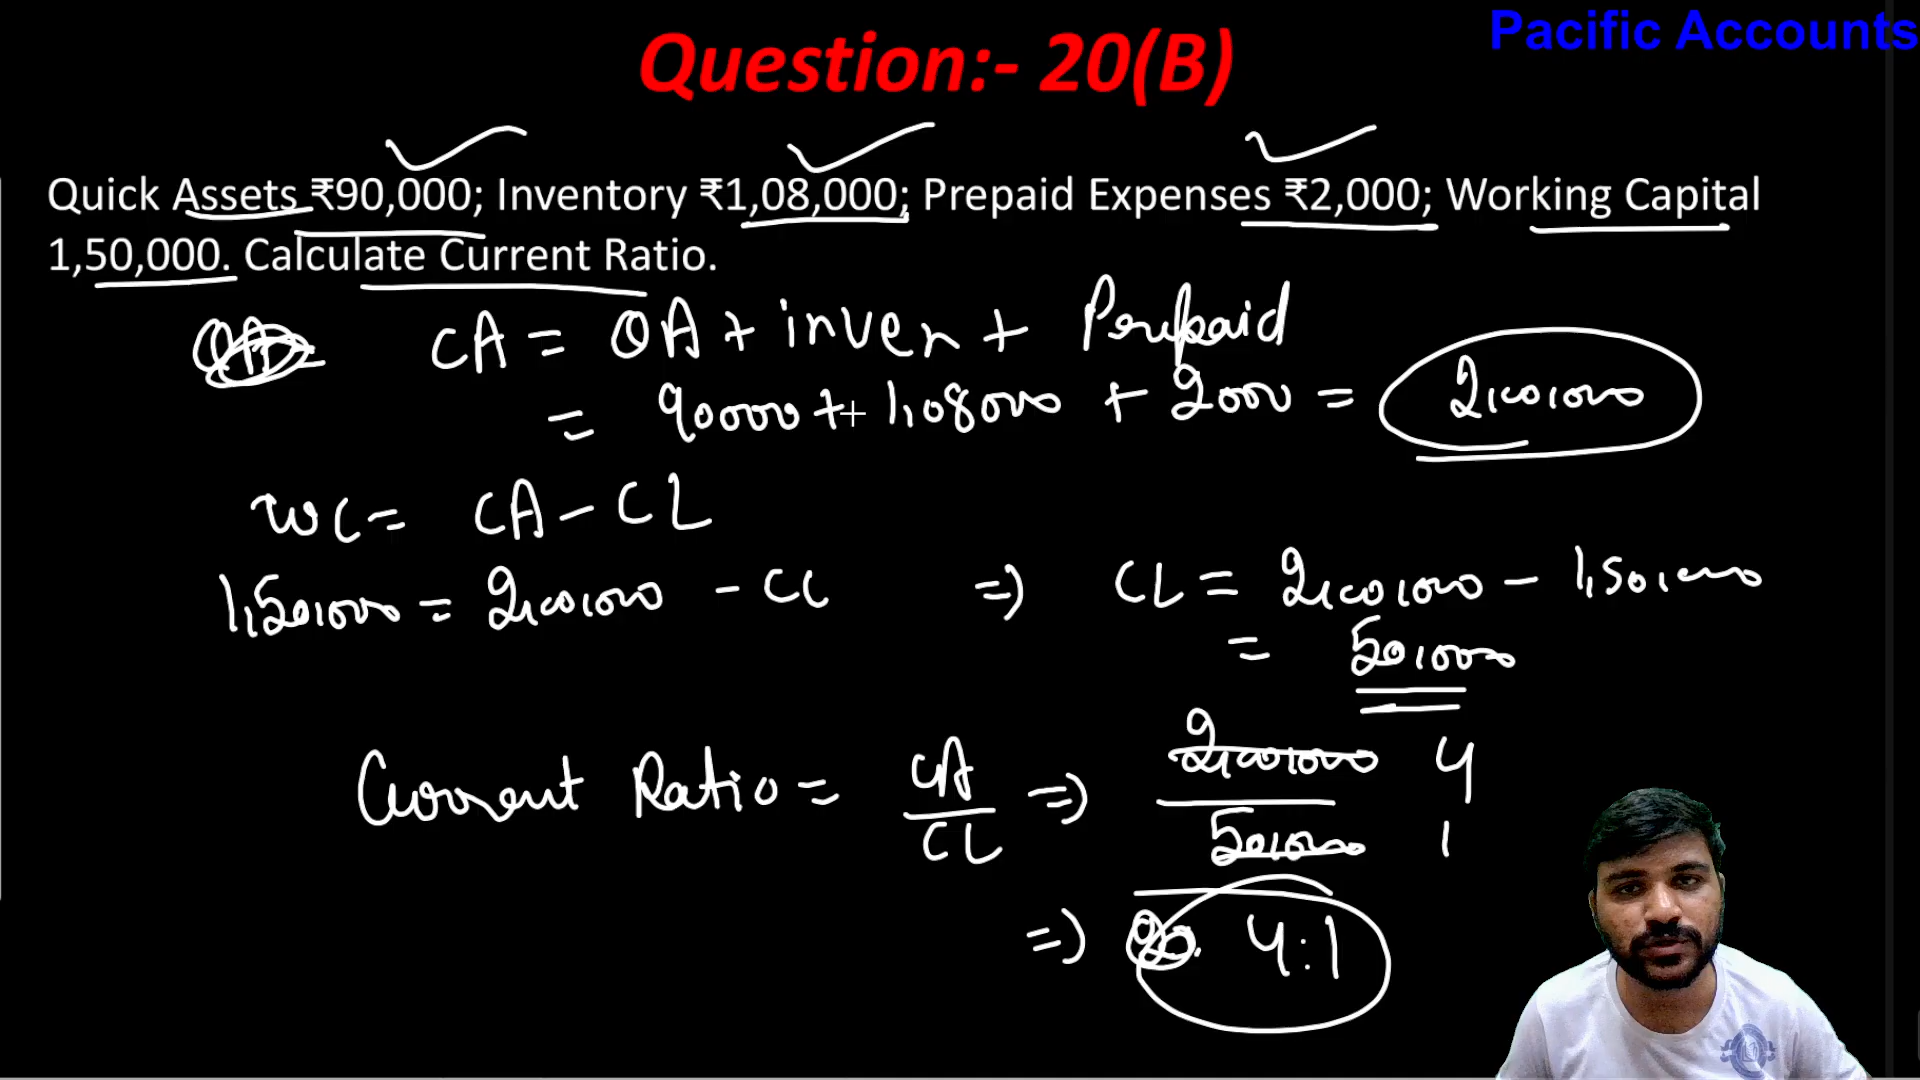 Pacific Accounts
Question:- 20(B)
Quick Assets ₹90,000; Inventory ₹1,08,000; Prepaid Expenses ₹2,000; Working Capital
1,50,000. Calculate Current Ratio.
CA = QA + inven + Prepaid
= 90000 + + 1,08000 + 2000 = 2,00,000
WC = CA - CL
1,50,000 = 2,00,000 - CL => CL = 2,00,000 - 1,50,000
= 50,000
Current Ratio = CA / CL => 2,00,000 / 50,000 4 / 1
=> 4:1